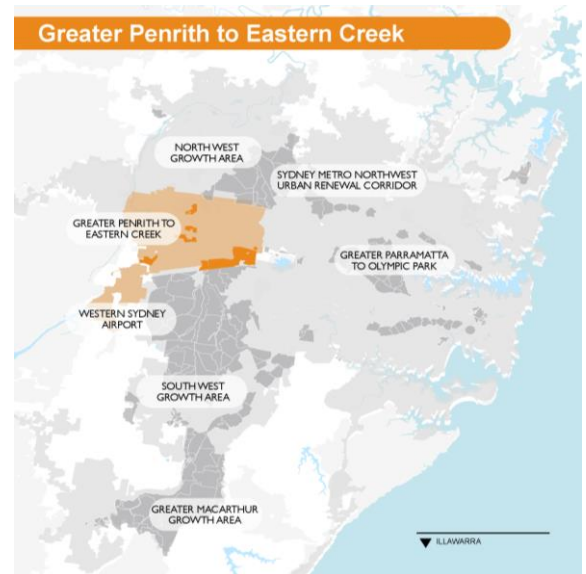 Greater Penrith to Eastern Creek
NORTH WEST
GROWTH AREA
SYDNEY METRO NORTHWEST
URBAN RENEWAL CORRIDOR
GREATER PENRITH TO
EASTERN CREEK
GREATER PARRAMATTA
TO OLYMPIC PARK
WESTERN SYDNEY
AIRPORT
SOUTH WEST
GROWTH AREA
GREATER MACARTHUR
GROWTH AREA
ILLAWARRA